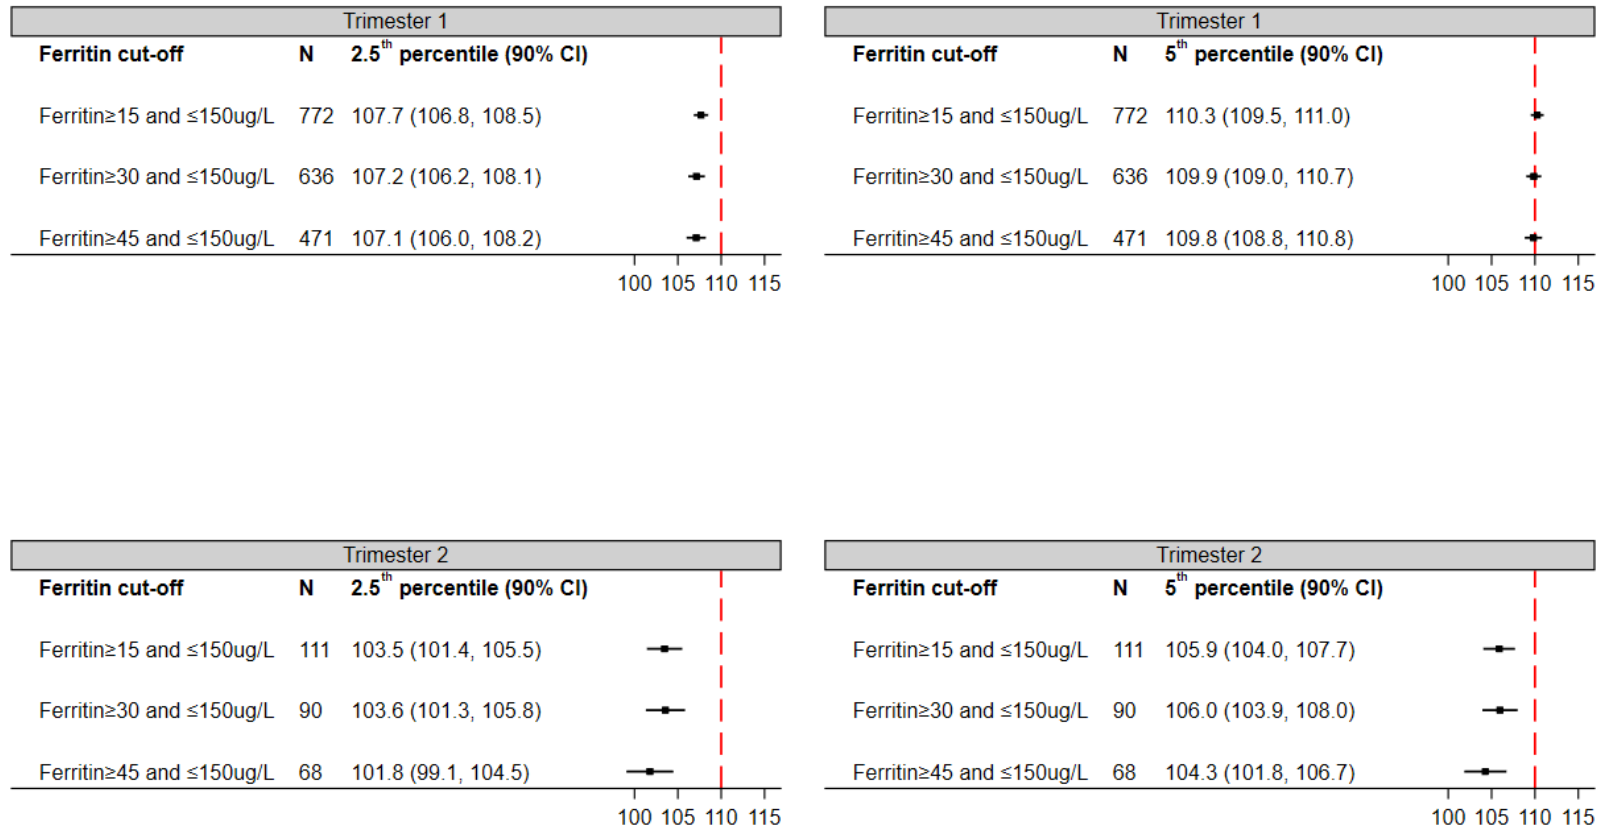 Trimester 1
Ferritin cut-off N 2.5th percentile (90% CI)
Ferritin≥15 and ≤150ug/L 772 107.7 (106.8, 108.5)
Ferritin≥30 and ≤150ug/L 636 107.2 (106.2, 108.1)
Ferritin≥45 and ≤150ug/L 471 107.1 (106.0, 108.2)
100 105 110 115
Trimester 1
Ferritin cut-off N 5th percentile (90% CI)
Ferritin≥15 and ≤150ug/L 772 110.3 (109.5, 111.0)
Ferritin≥30 and ≤150ug/L 636 109.9 (109.0, 110.7)
Ferritin≥45 and ≤150ug/L 471 109.8 (108.8, 110.8)
100 105 110 115
Trimester 2
Ferritin cut-off N 2.5th percentile (90% CI)
Ferritin≥15 and ≤150ug/L 111 103.5 (101.4, 105.5)
Ferritin≥30 and ≤150ug/L 90 103.6 (101.3, 105.8)
Ferritin≥45 and ≤150ug/L 68 101.8 (99.1, 104.5)
100 105 110 115
Trimester 2
Ferritin cut-off N 5th percentile (90% CI)
Ferritin≥15 and ≤150ug/L 111 105.9 (104.0, 107.7)
Ferritin≥30 and ≤150ug/L 90 106.0 (103.9, 108.0)
Ferritin≥45 and ≤150ug/L 68 104.3 (101.8, 106.7)
100 105 110 115